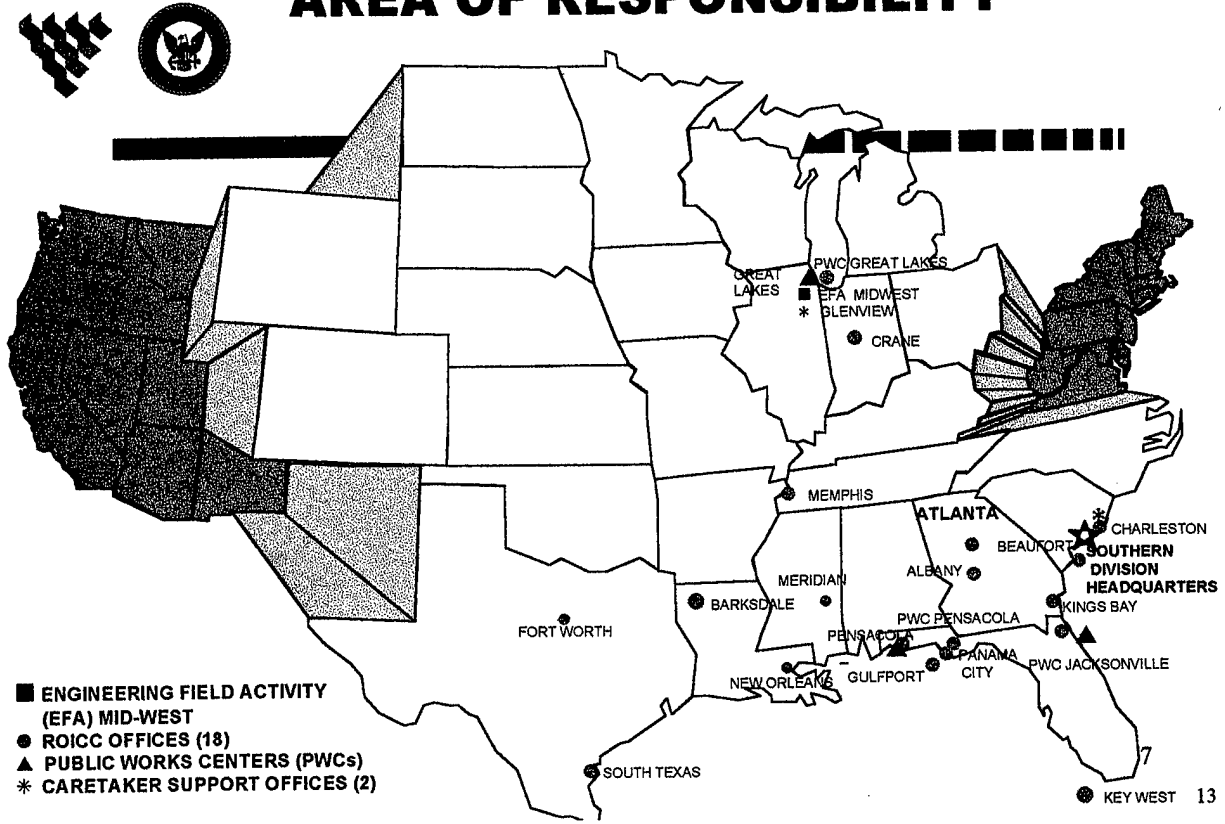 AREA OF RESPONSIBILITY
PWC GREAT LAKES
GREAT
LAKES
EFA MIDWEST
* GLENVIEW
CRANE
MEMPHIS
ATLANTA
CHARLESTON
BEAUFORT
SOUTHERN
DIVISION
HEADQUARTERS
ALBANY
MERIDIAN
BARKSDALE
KINGS BAY
FORT WORTH
PWC PENSACOLA
PENSACOLA
PANAMA
CITY
PWC JACKSONVILLE
GULFPORT
NEW ORLEANS
SOUTH TEXAS
KEY WEST
■ ENGINEERING FIELD ACTIVITY
(EFA) MID-WEST
● ROICC OFFICES (18)
▲ PUBLIC WORKS CENTERS (PWCs)
* CARETAKER SUPPORT OFFICES (2)
7
13